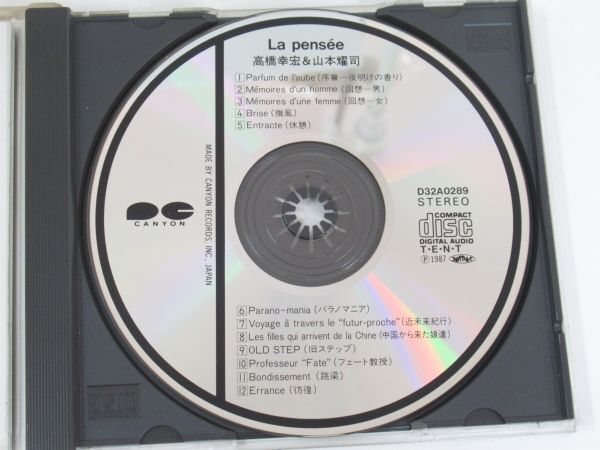 La pensée
高橋幸宏&山本耀司
1 Parfum de l'aube (序章—夜明けの香り)
2 Mémoires d'un homme (回想—男)
3 Mémoires d'une femme (回想—女)
4 Brise (微風)
5 Entracte (休憩)
MADE BY CANYON RECORDS, INC., JAPAN
CANYON
D32A0289
STEREO
COMPACT
disc
DIGITAL AUDIO
T·E·N·T
Ⓟ 1987
6 Parano-mania (パラノマニア)
7 Voyage â travers le "futur-proche" (近未来紀行)
8 Les filles qui arrivent de la Chine (中国から来た娘達)
9 OLD STEP (旧ステップ)
10 Professeur "Fate" (フェート教授)
11 Bondissement (跳梁)
12 Errance (彷徨)